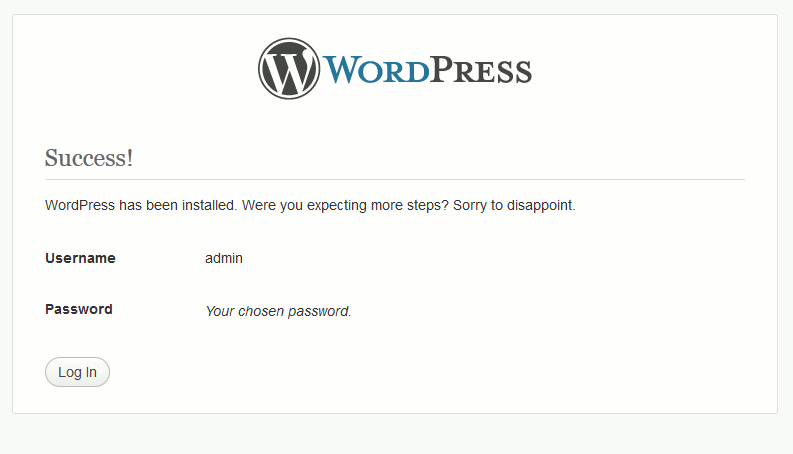 WORDPRESS
Success!
WordPress has been installed. Were you expecting more steps? Sorry to disappoint.
Username admin
Password Your chosen password.
Log In